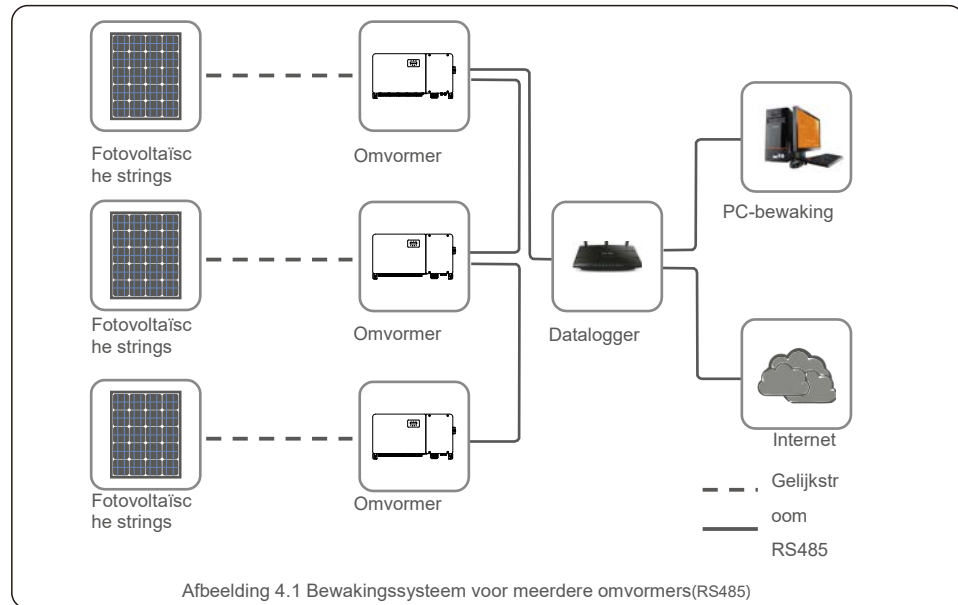 Fotovoltaïsc
he strings
Omvormer
PC-bewaking
Fotovoltaïsc
he strings
Omvormer
Datalogger
Internet
Fotovoltaïsc
he strings
Omvormer
Gelijkstr
oom
RS485
Afbeelding 4.1 Bewakingssysteem voor meerdere omvormers(RS485)